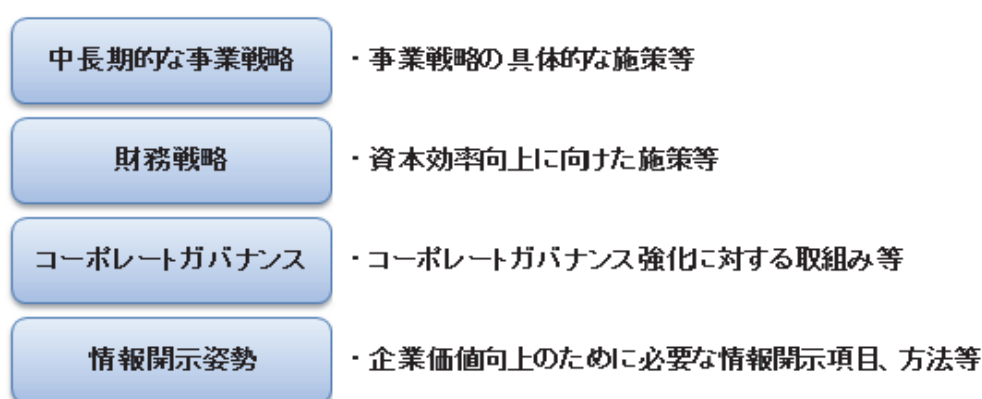 中長期的な事業戦略 ・事業戦略の具体的な施策等
財務戦略 ・資本効率向上に向けた施策等
コーポレートガバナンス ・コーポレートガバナンス強化に対する取組み等
情報開示姿勢 ・企業価値向上のために必要な情報開示項目、方法等